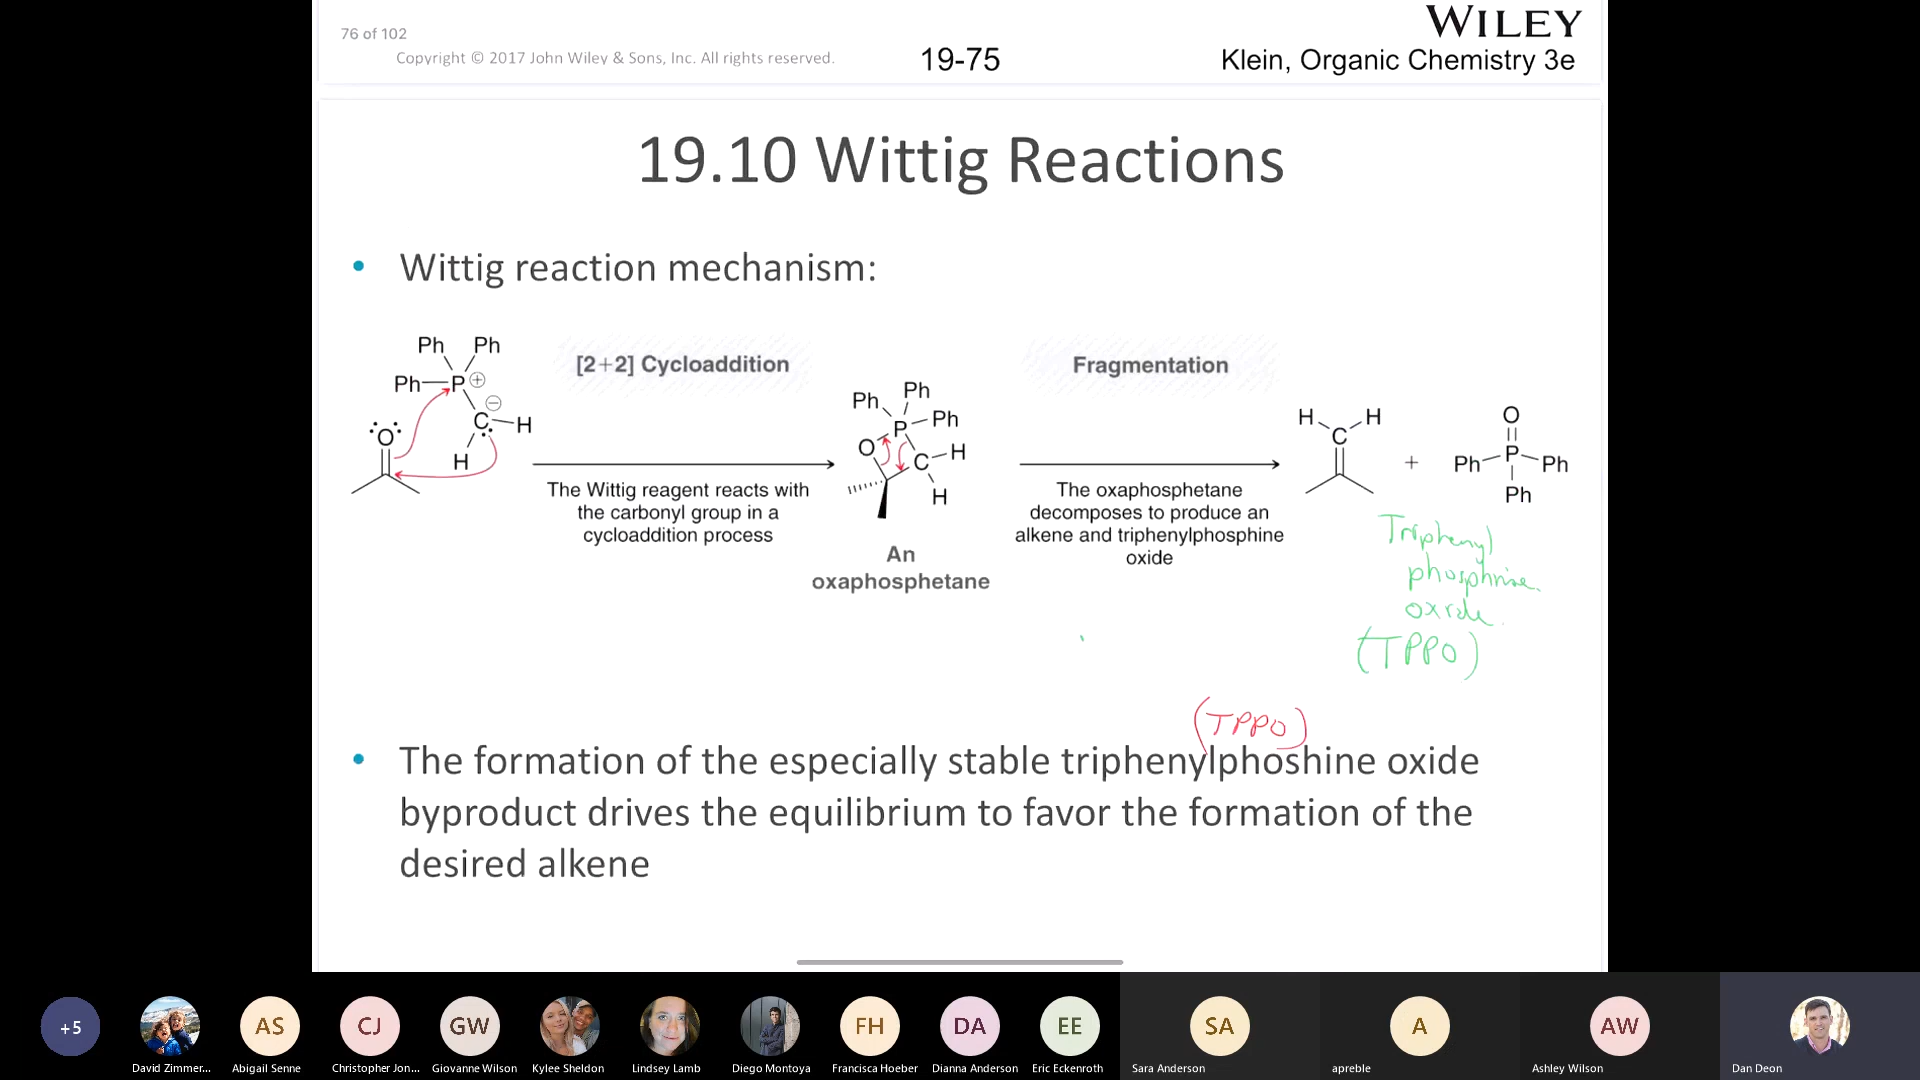 76 of 102
Copyright © 2017 John Wiley & Sons, Inc. All rights reserved.
19-75
WILEY
Klein, Organic Chemistry 3e
19.10 Wittig Reactions
• Wittig reaction mechanism:
Ph Ph
Ph P ⊕
⊖
C: H
:O:
H
[2+2] Cycloaddition
The Wittig reagent reacts with
the carbonyl group in a
cycloaddition process
Ph Ph
P Ph
O
C H
H
An
oxaphosphetane
Fragmentation
The oxaphosphetane
decomposes to produce an
alkene and triphenylphosphine
oxide
H H
C
+
O
P
Ph Ph
Ph
Triphenyl
phosphine
oxide
(TPPO)
(TPPO)
• The formation of the especially stable triphenylphoshine oxide
byproduct drives the equilibrium to favor the formation of the
desired alkene
+5
David Zimmer...
AS
Abigail Senne
CJ
Christopher Jon...
GW
Giovanne Wilson
Kylee Sheldon
Lindsey Lamb
Diego Montoya
FH
Francisca Hoeber
DA
Dianna Anderson
EE
Eric Eckenroth
SA
Sara Anderson
A
apreble
AW
Ashley Wilson
Dan Deon